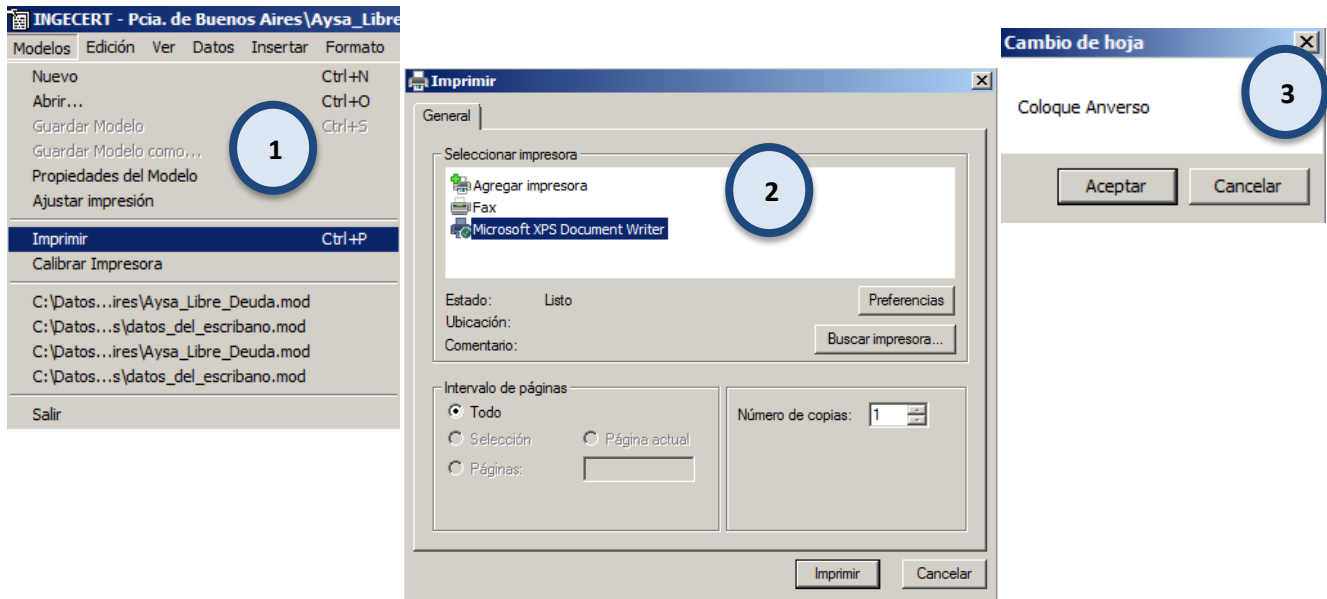 INGECERT - Pcia. de Buenos Aires\Aysa_Libre
Modelos Edición Ver Datos Insertar Formato
Nuevo Ctrl+N
Abrir... Ctrl+O
Guardar Modelo Ctrl+S
Guardar Modelo como...
Propiedades del Modelo
Ajustar impresión
1
Imprimir Ctrl+P
Calibrar Impresora
C:\Datos...ires\Aysa_Libre_Deuda.mod
C:\Datos...s\datos_del_escribano.mod
C:\Datos...ires\Aysa_Libre_Deuda.mod
C:\Datos...s\datos_del_escribano.mod
Salir
Imprimir
General
Seleccionar impresora
Agregar impresora
Fax
Microsoft XPS Document Writer
2
Estado: Listo
Preferencias
Ubicación:
Comentario:
Buscar impresora...
Intervalo de páginas
Todo
Selección Página actual
Páginas:
Número de copias: 1
Imprimir Cancelar
Cambio de hoja
3
Coloque Anverso
Aceptar Cancelar